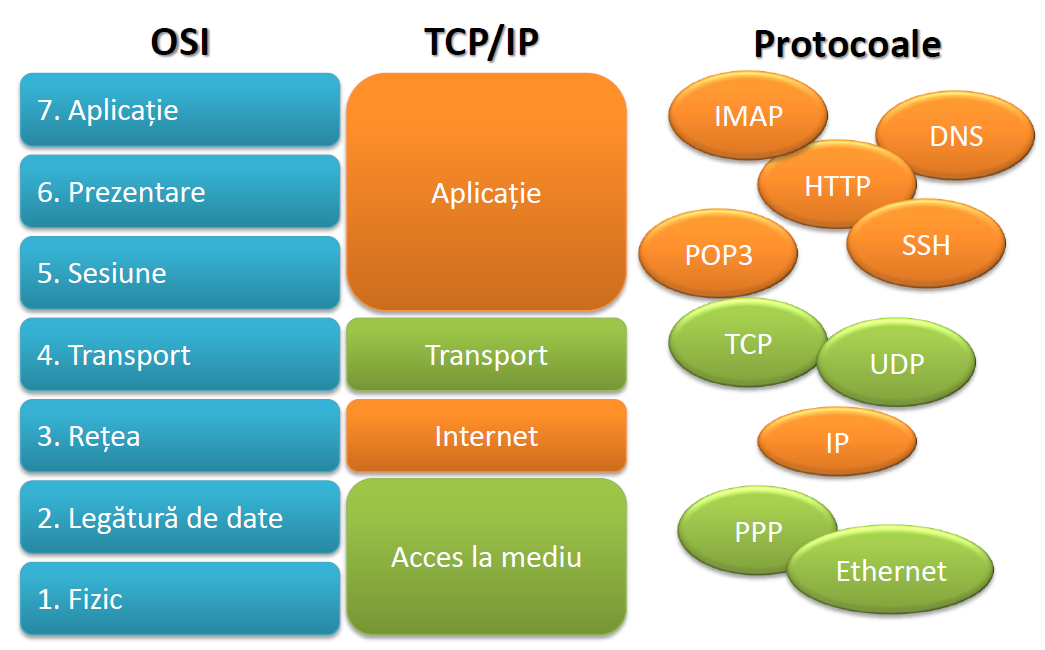 OSI
TCP/IP
Protocoale
7. Aplicație
6. Prezentare
5. Sesiune
4. Transport
3. Rețea
2. Legătură de date
1. Fizic
Aplicație
Transport
Internet
Acces la mediu
IMAP
DNS
HTTP
SSH
POP3
TCP
UDP
IP
PPP
Ethernet